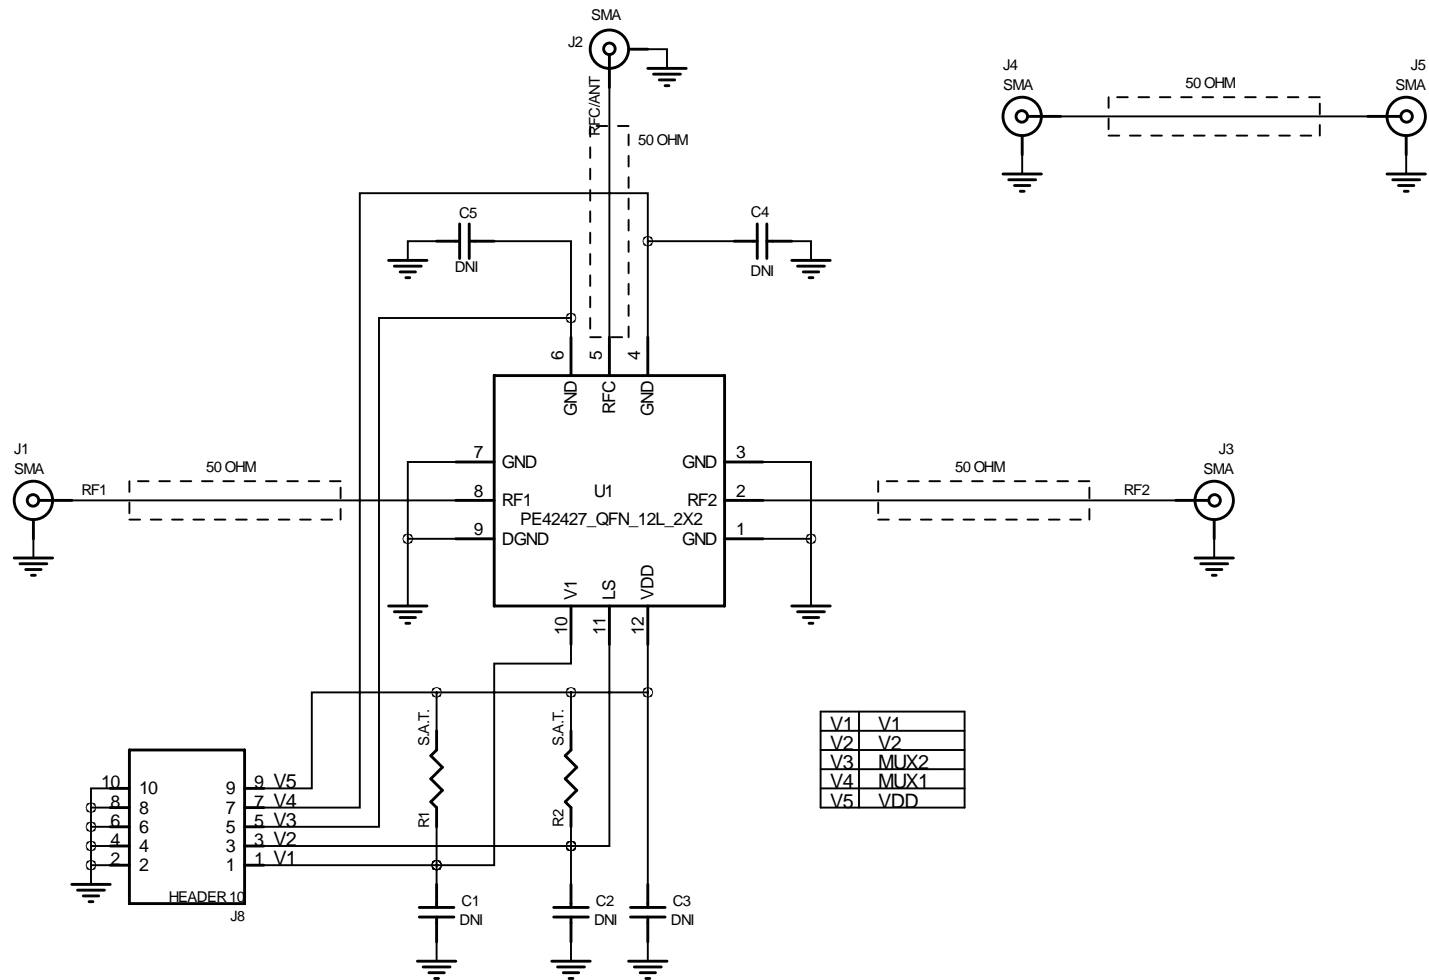 SMA
J2
RFC/ANT
50 OHM
J4
SMA
50 OHM
J5
SMA
C5
DNI
C4
DNI
6
5
4
GND
RFC
GND
J1
SMA
RF1
50 OHM
7
GND
8
RF1
9
DGND
U1
PE42427_QFN_12L_2X2
GND
3
RF2
2
GND
1
50 OHM
RF2
J3
SMA
V1
LS
VDD
10
11
12
S.A.T.
R1
S.A.T.
R2
10 10 9 9 V5
8 8 7 7 V4
6 6 5 5 V3
4 4 3 3 V2
2 2 1 1 V1
HEADER 10
J8
C1
DNI
C2
DNI
C3
DNI
V1 V1
V2 V2
V3 MUX2
V4 MUX1
V5 VDD